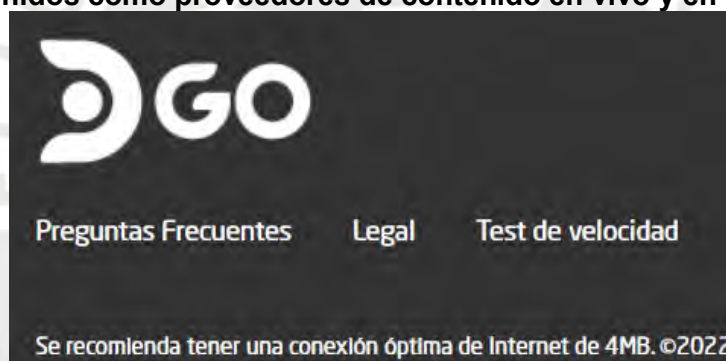 nidos como proveedores de contenido en vivo y en
GO
Preguntas Frecuentes Legal Test de velocidad
Se recomienda tener una conexión óptima de Internet de 4MB. ©2022